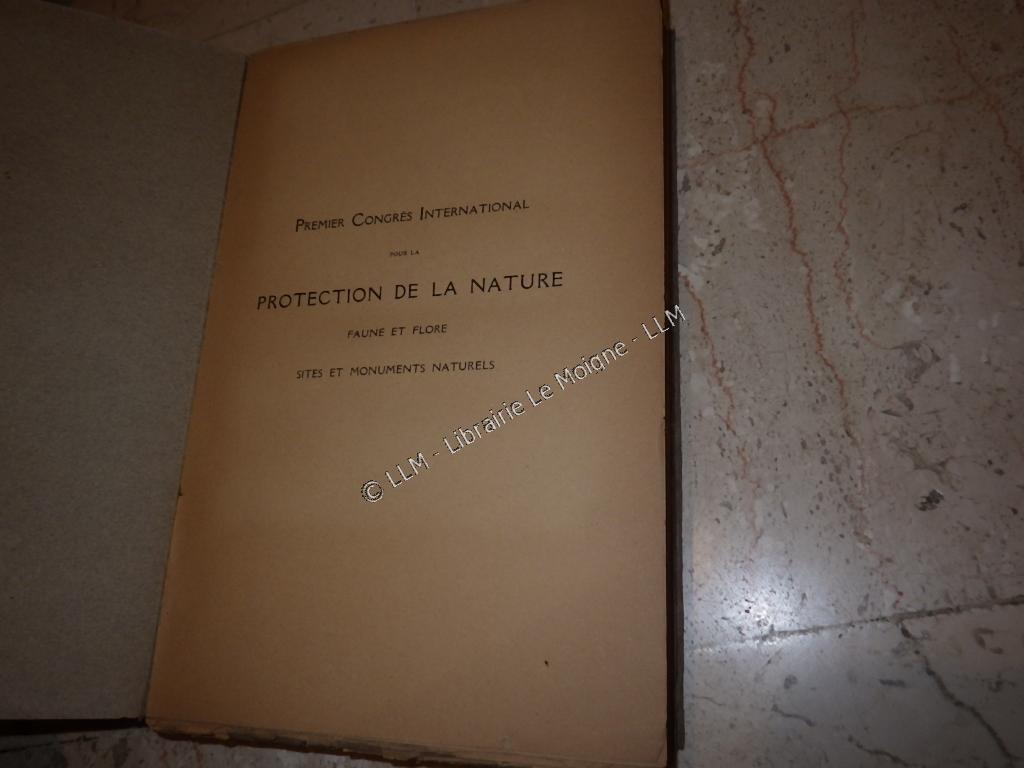 Premier Congrès International
pour la
PROTECTION DE LA NATURE
FAUNE ET FLORE
SITES ET MONUMENTS NATURELS
© LLM - Librairie Le Moigne - LLM